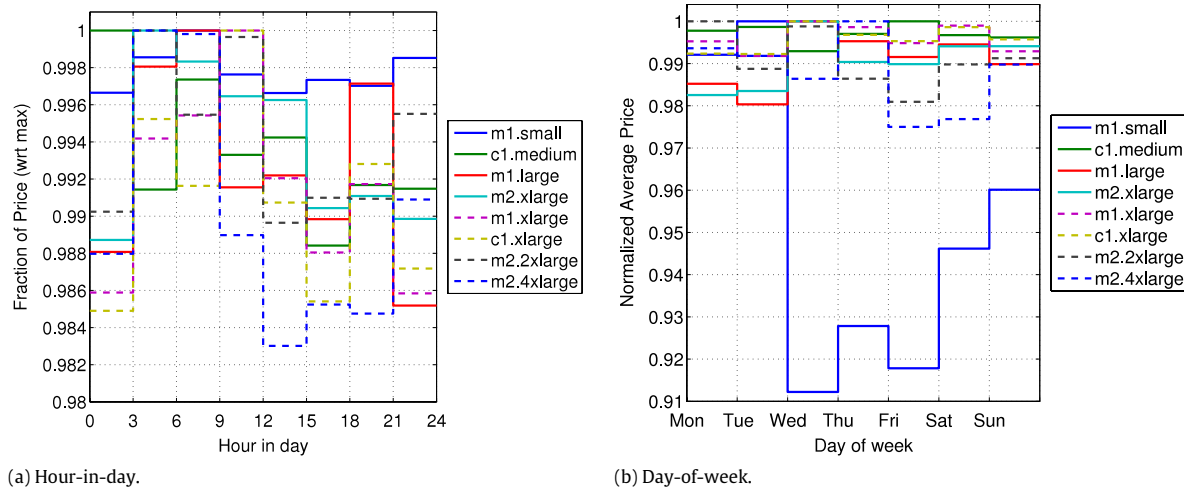 Fraction of Price (wrt max)
1
0.998
0.996
0.994
0.992
0.99
0.988
0.986
0.984
0.982
0.98
0 3 6 9 12 15 18 21 24
Hour in day
m1.small
c1.medium
m1.large
m2.xlarge
m1.xlarge
c1.xlarge
m2.2xlarge
m2.4xlarge
(a) Hour-in-day.
Normalized Average Price
1
0.99
0.98
0.97
0.96
0.95
0.94
0.93
0.92
0.91
Mon Tue Wed Thu Fri Sat Sun
Day of week
m1.small
c1.medium
m1.large
m2.xlarge
m1.xlarge
c1.xlarge
m2.2xlarge
m2.4xlarge
(b) Day-of-week.